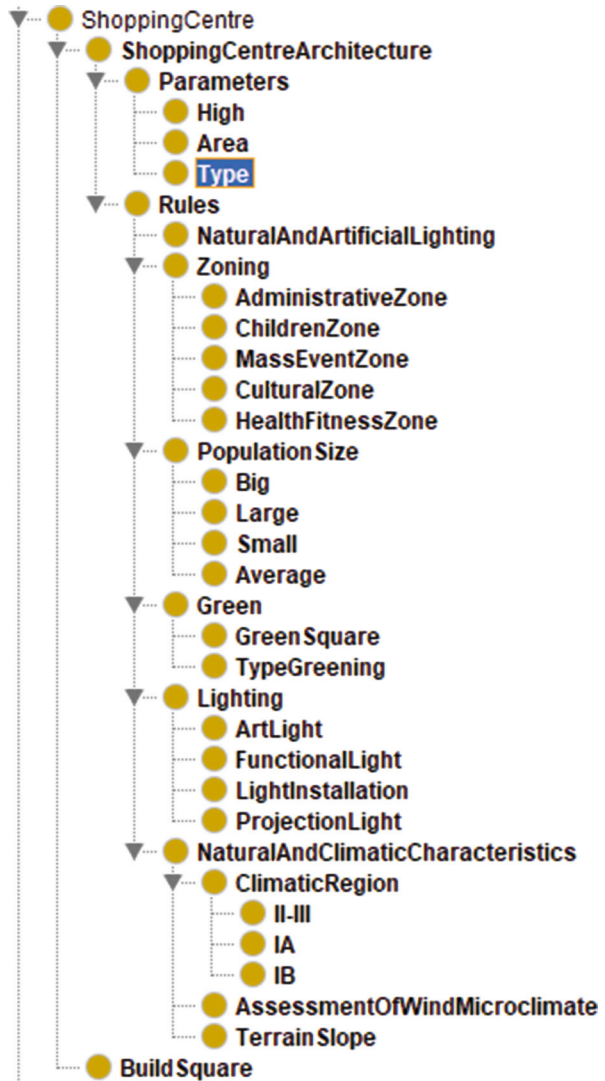 ShoppingCentre
ShoppingCentreArchitecture
Parameters
High
Area
Type
Rules
NaturalAndArtificialLighting
Zoning
AdministrativeZone
ChildrenZone
MassEventZone
CulturalZone
HealthFitnessZone
PopulationSize
Big
Large
Small
Average
Green
GreenSquare
TypeGreening
Lighting
ArtLight
FunctionalLight
LightInstallation
ProjectionLight
NaturalAndClimaticCharacteristics
ClimaticRegion
II-III
IA
IB
AssessmentOfWindMicroclimate
TerrainSlope
BuildSquare